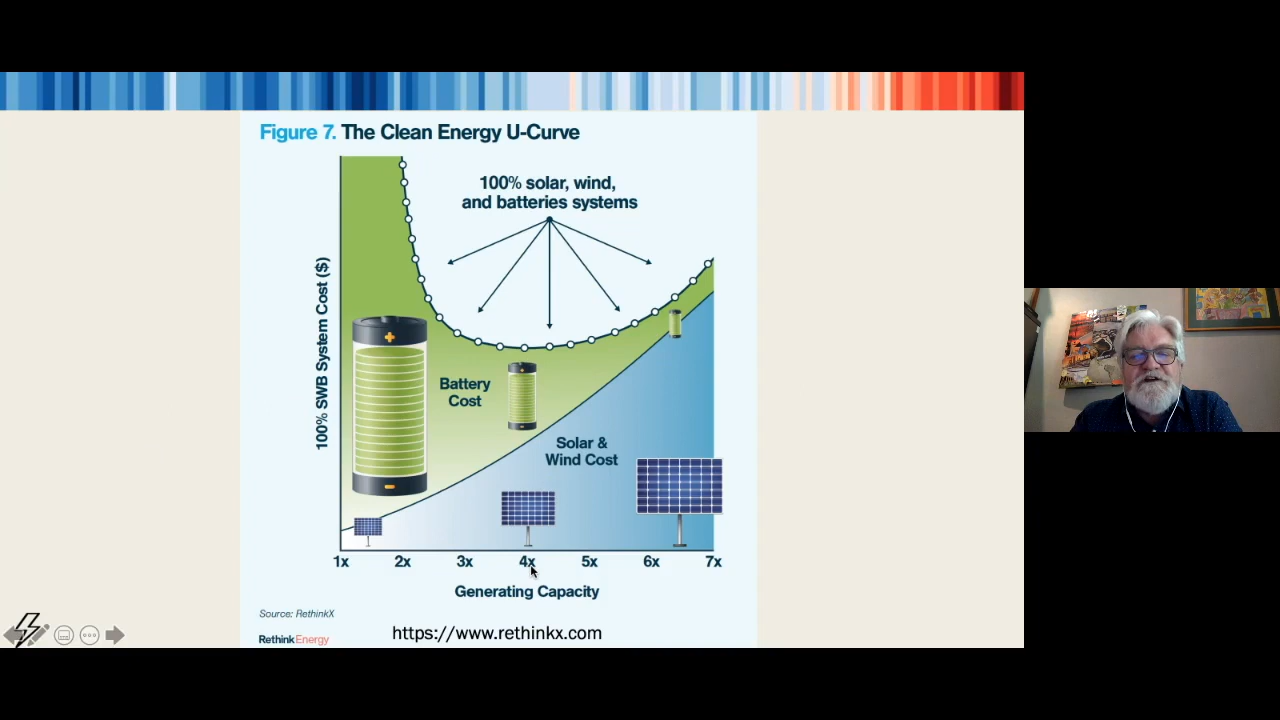 Figure 7. The Clean Energy U-Curve
100% solar, wind,
and batteries systems
100% SWB System Cost ($)
Battery
Cost
Solar &
Wind Cost
1x 2x 3x 4x 5x 6x 7x
Generating Capacity
Source: RethinkX
RethinkEnergy
https://www.rethinkx.com